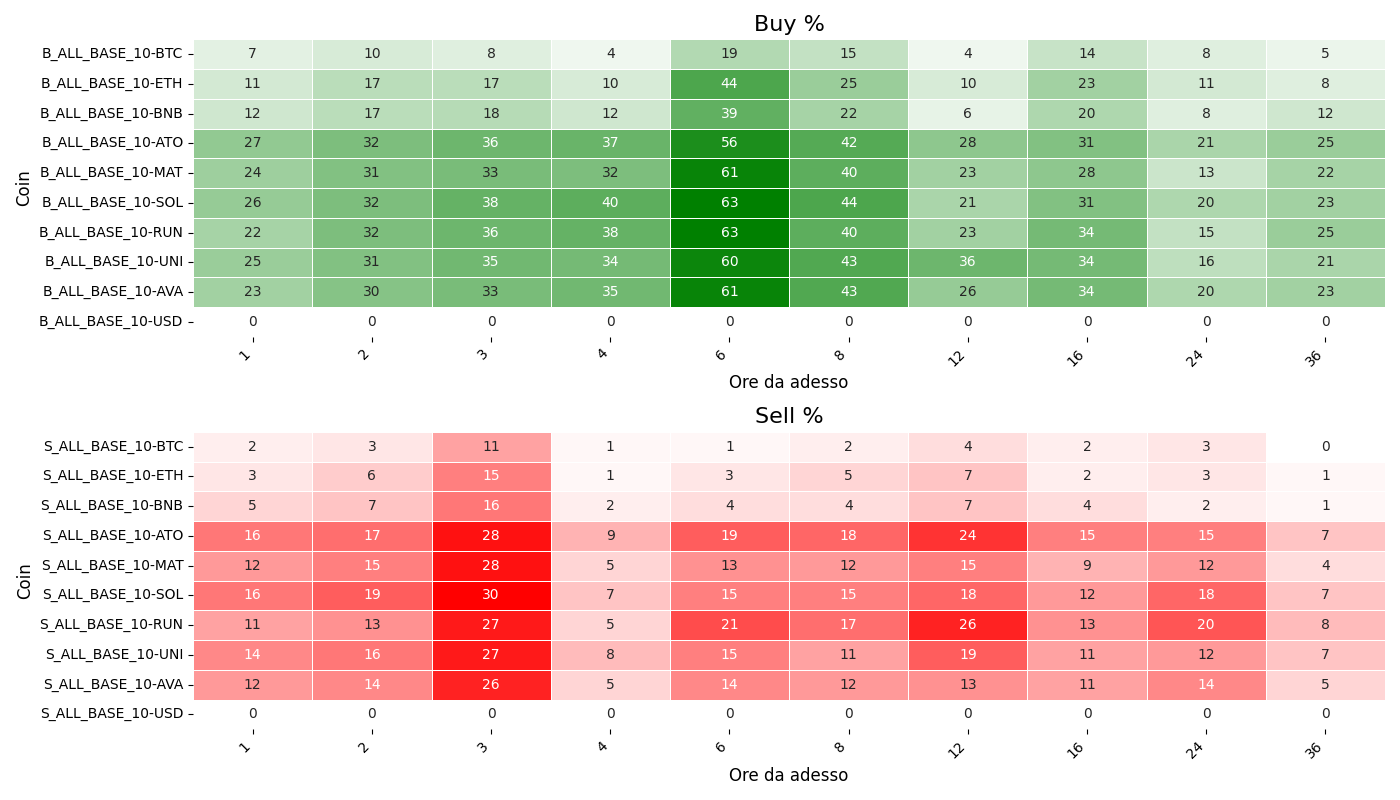 Buy %
Coin
B_ALL_BASE_10-BTC 7 10 8 4 19 15 4 14 8 5
B_ALL_BASE_10-ETH 11 17 17 10 44 25 10 23 11 8
B_ALL_BASE_10-BNB 12 17 18 12 39 22 6 20 8 12
B_ALL_BASE_10-ATO 27 32 36 37 56 42 28 31 21 25
B_ALL_BASE_10-MAT 24 31 33 32 61 40 23 28 13 22
B_ALL_BASE_10-SOL 26 32 38 40 63 44 21 31 20 23
B_ALL_BASE_10-RUN 22 32 36 38 63 40 23 34 15 25
B_ALL_BASE_10-UNI 25 31 35 34 60 43 36 34 16 21
B_ALL_BASE_10-AVA 23 30 33 35 61 43 26 34 20 23
B_ALL_BASE_10-USD 0 0 0 0 0 0 0 0 0 0
1 2 3 4 6 8 12 16 24 36
Ore da adesso
Sell %
Coin
S_ALL_BASE_10-BTC 2 3 11 1 1 2 4 2 3 0
S_ALL_BASE_10-ETH 3 6 15 1 3 5 7 2 3 1
S_ALL_BASE_10-BNB 5 7 16 2 4 4 7 4 2 1
S_ALL_BASE_10-ATO 16 17 28 9 19 18 24 15 15 7
S_ALL_BASE_10-MAT 12 15 28 5 13 12 15 9 12 4
S_ALL_BASE_10-SOL 16 19 30 7 15 15 18 12 18 7
S_ALL_BASE_10-RUN 11 13 27 5 21 17 26 13 20 8
S_ALL_BASE_10-UNI 14 16 27 8 15 11 19 11 12 7
S_ALL_BASE_10-AVA 12 14 26 5 14 12 13 11 14 5
S_ALL_BASE_10-USD 0 0 0 0 0 0 0 0 0 0
1 2 3 4 6 8 12 16 24 36
Ore da adesso